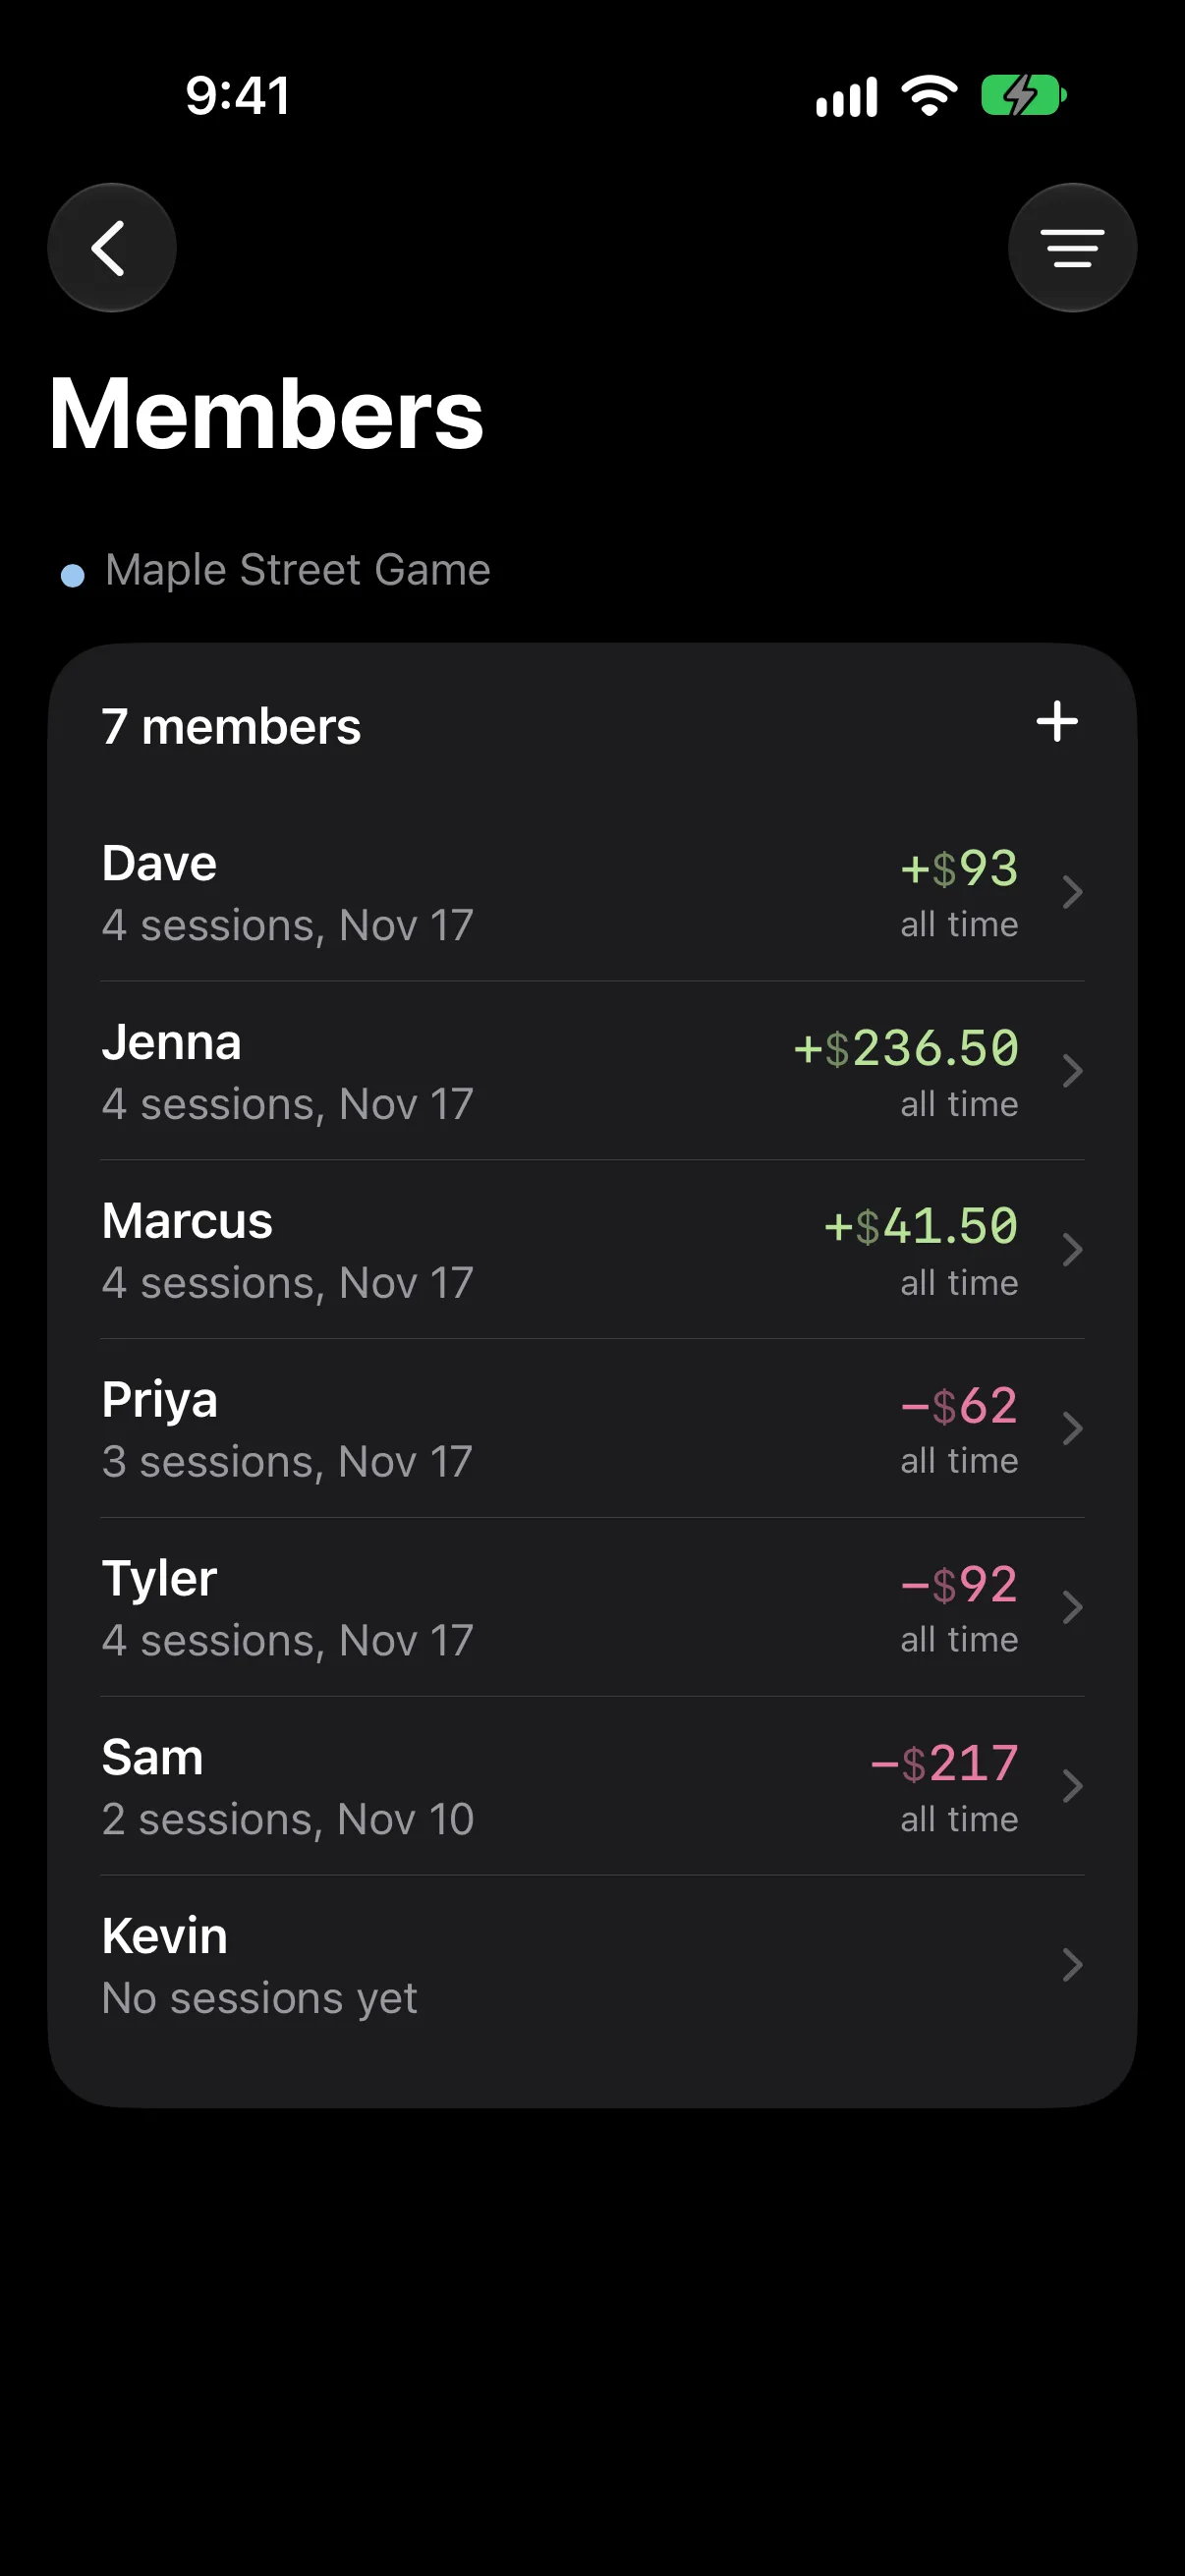 9:41
Members
Maple Street Game
7 members
Dave
+$93
4 sessions, Nov 17
all time
Jenna
+$236.50
4 sessions, Nov 17
all time
Marcus
+$41.50
4 sessions, Nov 17
all time
Priya
−$62
3 sessions, Nov 17
all time
Tyler
−$92
4 sessions, Nov 17
all time
Sam
−$217
2 sessions, Nov 10
all time
Kevin
No sessions yet